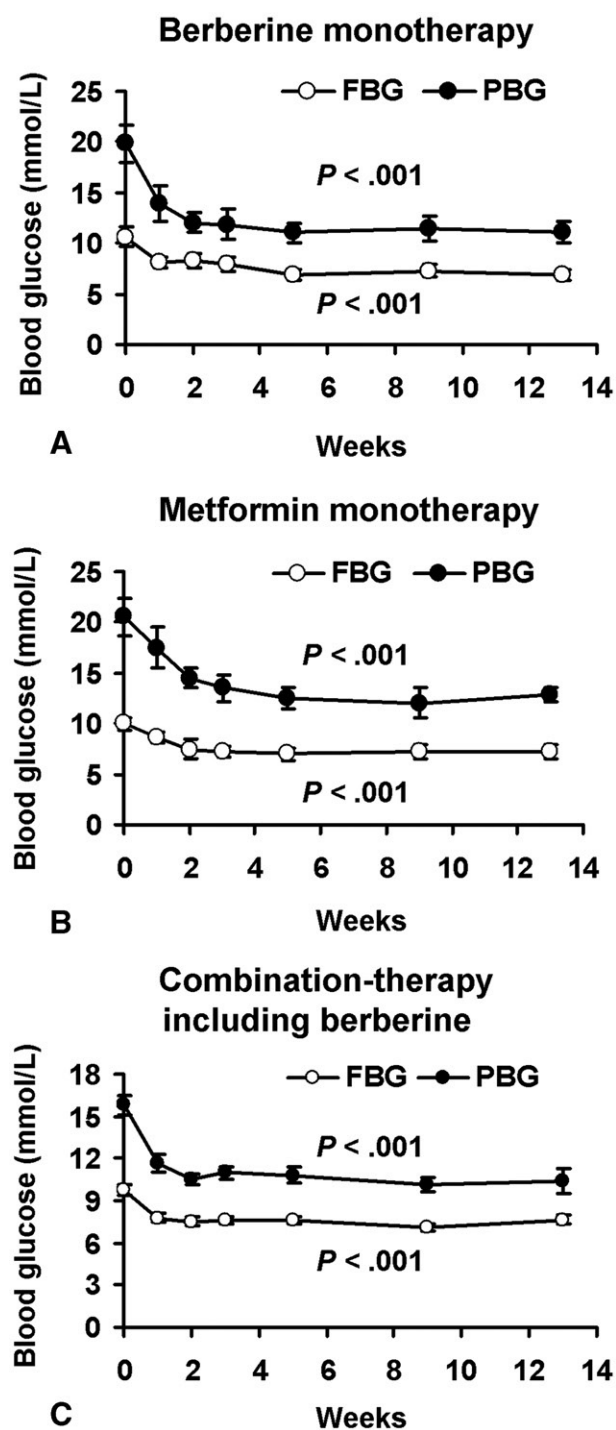 Berberine monotherapy
FBG PBG
Blood glucose (mmol/L)
25
20
15
10
5
0
P < .001
P < .001
0 2 4 6 8 10 12 14
Weeks
A
Metformin monotherapy
FBG PBG
Blood glucose (mmol/L)
25
20
15
10
5
0
P < .001
P < .001
0 2 4 6 8 10 12 14
Weeks
B
Combination-therapy
including berberine
FBG PBG
Blood glucose (mmol/L)
18
15
12
9
6
3
0
P < .001
P < .001
0 2 4 6 8 10 12 14
Weeks
C